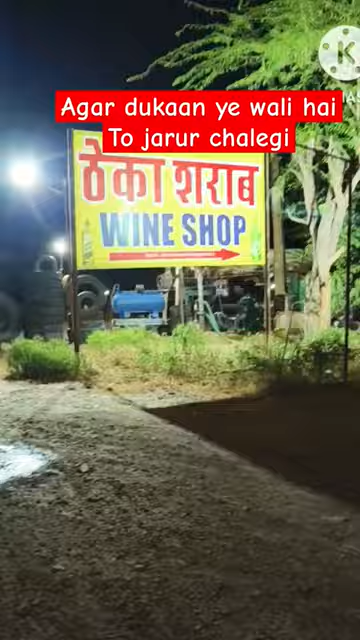 Agar dukaan ye wali hai
To jarur chalegi
ठेका शराब
WINE SHOP